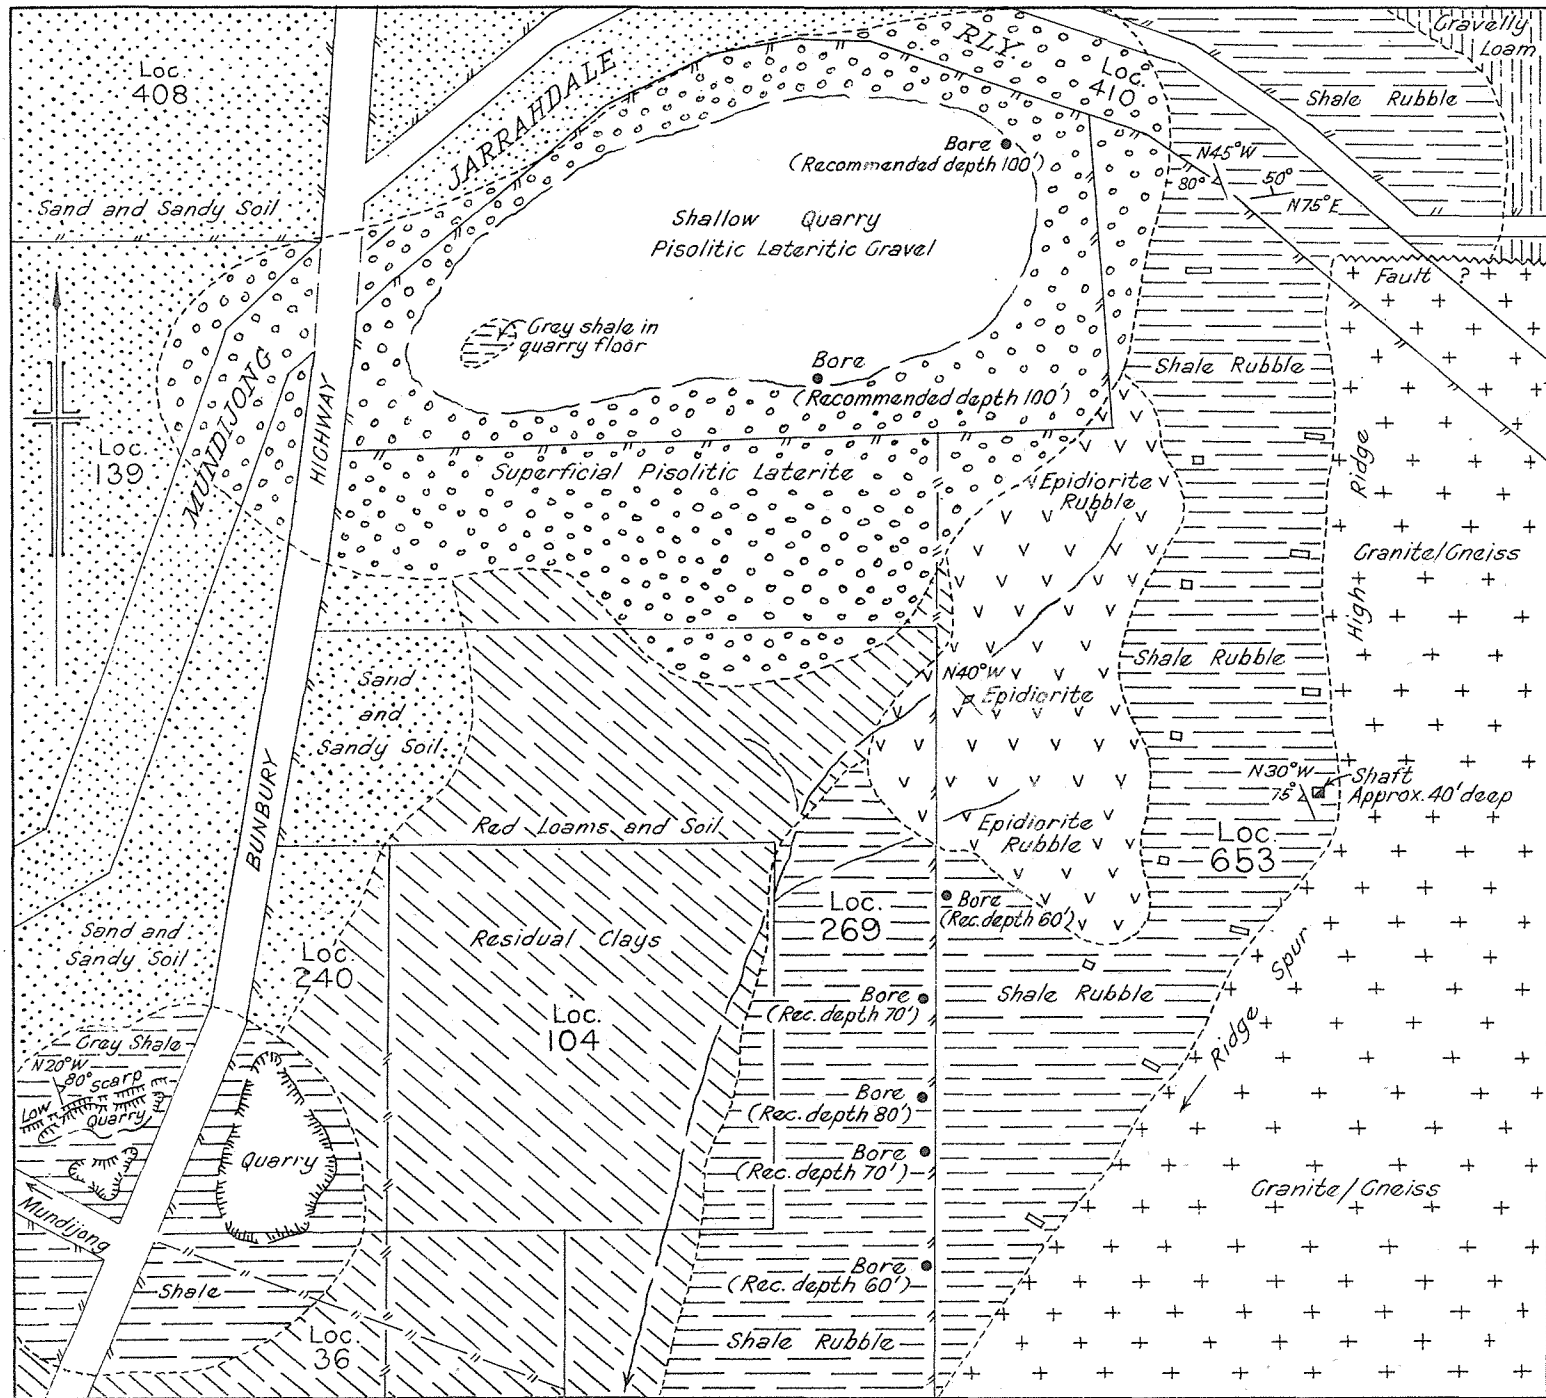 Loc.
408
JARRAHDALE
RLY.
Loc.
410
Gravelly
Loam
Shale Rubble
Bore
(Recommended depth 100')
N45°W
80°
50°
N75°E
Sand and Sandy Soil
Shallow Quarry
Pisolitic Lateritic Gravel
Fault ?
Grey shale in
quarry floor
Bore
(Recommended depth 100')
Shale Rubble
MUNDIJONG
HIGHWAY
Loc.
139
Superficial Pisolitic Laterite
Epidiorite
Rubble
High Ridge
Granite/Gneiss
Sand
and
Sandy Soil
Shale Rubble
N40°W
Epidiorite
BUNBURY
N30°W
75°
Shaft
Approx. 40' deep
Red Loams and Soil
Epidiorite
Rubble
Loc.
653
Sand and
Sandy Soil
Loc.
240
Residual Clays
Loc.
269
Bore
(Rec. depth 60')
Ridge Spur
Loc.
104
Bore
(Rec. depth 70')
Shale Rubble
Grey Shale
N20°W
80°
Low Scarp
Quarry
Bore
(Rec. depth 80')
Quarry
Bore
(Rec. depth 70')
Granite/Gneiss
Mundijong
Shale
Bore
(Rec. depth 60')
Loc.
36
Shale Rubble